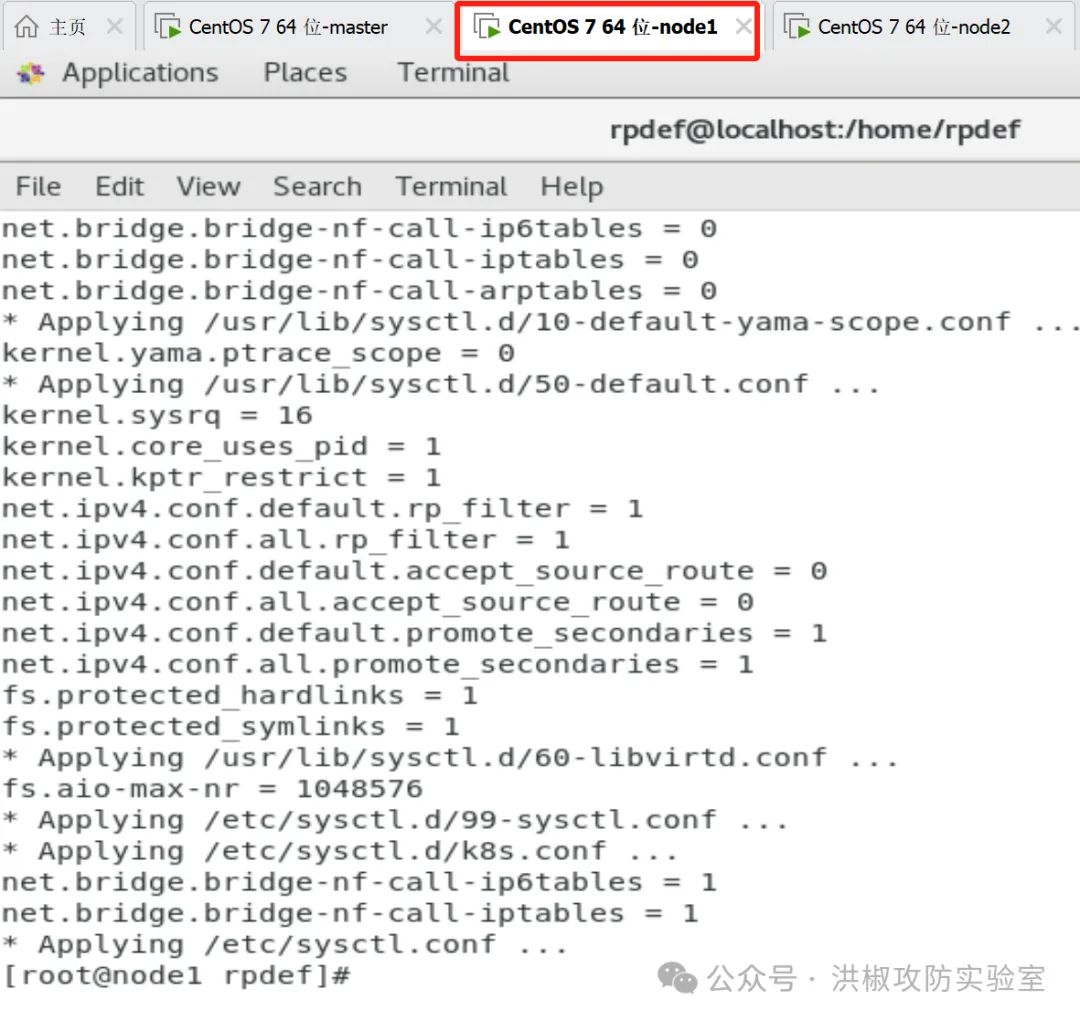 主页 CentOS 7 64 位-master CentOS 7 64 位-node1 CentOS 7 64 位-node2
Applications Places Terminal
rpdef@localhost:/home/rpdef
File Edit View Search Terminal Help
net.bridge.bridge-nf-call-ip6tables = 0
net.bridge.bridge-nf-call-iptables = 0
net.bridge.bridge-nf-call-arptables = 0
* Applying /usr/lib/sysctl.d/10-default-yama-scope.conf ...
kernel.yama.ptrace_scope = 0
* Applying /usr/lib/sysctl.d/50-default.conf ...
kernel.sysrq = 16
kernel.core_uses_pid = 1
kernel.kptr_restrict = 1
net.ipv4.conf.default.rp_filter = 1
net.ipv4.conf.all.rp_filter = 1
net.ipv4.conf.default.accept_source_route = 0
net.ipv4.conf.all.accept_source_route = 0
net.ipv4.conf.default.promote_secondaries = 1
net.ipv4.conf.all.promote_secondaries = 1
fs.protected_hardlinks = 1
fs.protected_symlinks = 1
* Applying /usr/lib/sysctl.d/60-libvirtd.conf ...
fs.aio-max-nr = 1048576
* Applying /etc/sysctl.d/99-sysctl.conf ...
* Applying /etc/sysctl.d/k8s.conf ...
net.bridge.bridge-nf-call-ip6tables = 1
net.bridge.bridge-nf-call-iptables = 1
* Applying /etc/sysctl.conf ...
[root@node1 rpdef]#
公众号 · 洪椒攻防实验室